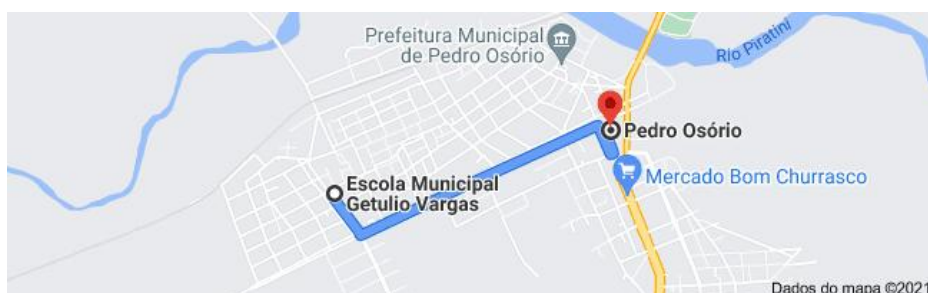 Prefeitura Municipal
de Pedro Osório
Rio Piratini
Pedro Osório
Mercado Bom Churrasco
Escola Municipal
Getulio Vargas
Dados do mapa ©2021